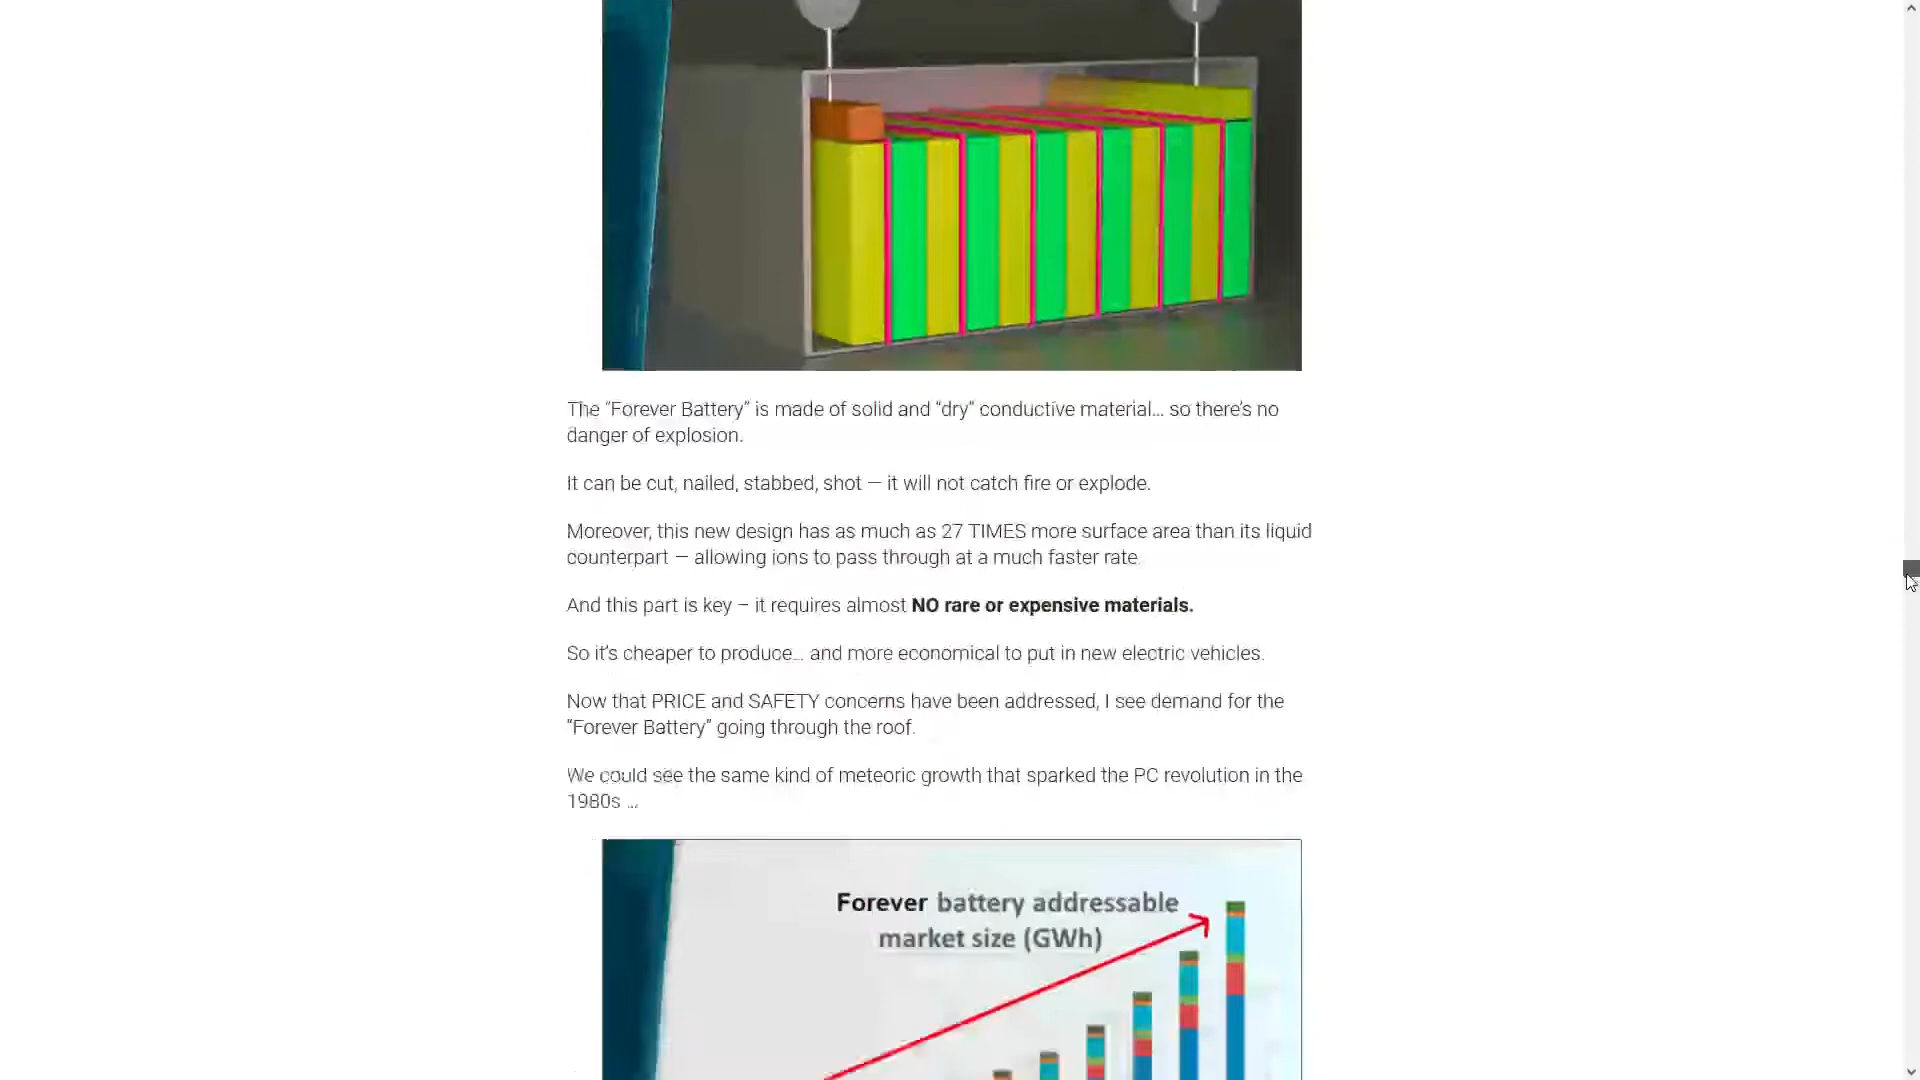 The “Forever Battery” is made of solid and “dry” conductive material… so there’s no
danger of explosion.
It can be cut, nailed, stabbed, shot — it will not catch fire or explode.
Moreover, this new design has as much as 27 TIMES more surface area than its liquid
counterpart — allowing ions to pass through at a much faster rate.
And this part is key – it requires almost NO rare or expensive materials.
So it’s cheaper to produce… and more economical to put in new electric vehicles.
Now that PRICE and SAFETY concerns have been addressed, I see demand for the
“Forever Battery” going through the roof.
We could see the same kind of meteoric growth that sparked the PC revolution in the
1980s …
Forever battery addressable
market size (GWh)